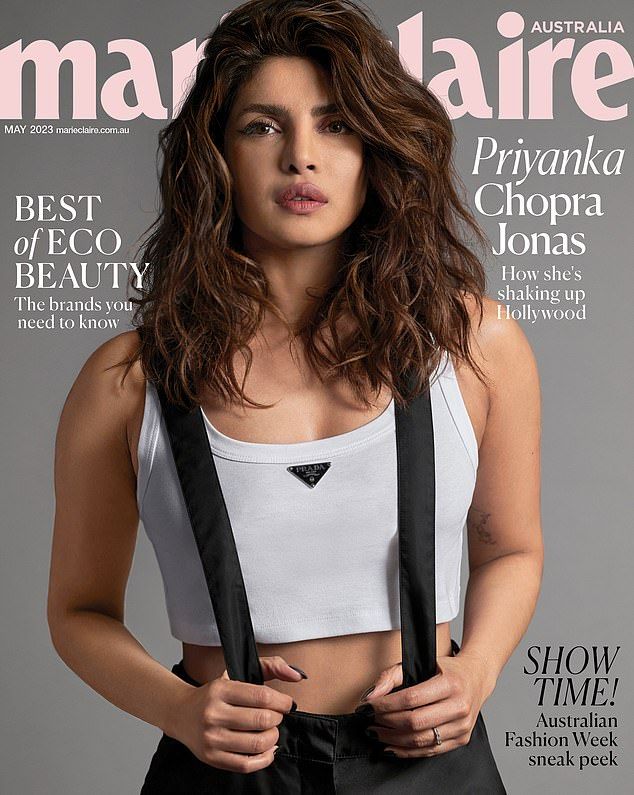 AUSTRALIA
marie claire
MAY 2023 marieclaire.com.au
Priyanka
Chopra
Jonas
How she's
shaking up
Hollywood
BEST
of ECO
BEAUTY
The brands you
need to know
PRADA
SHOW
TIME!
Australian
Fashion Week
sneak peek